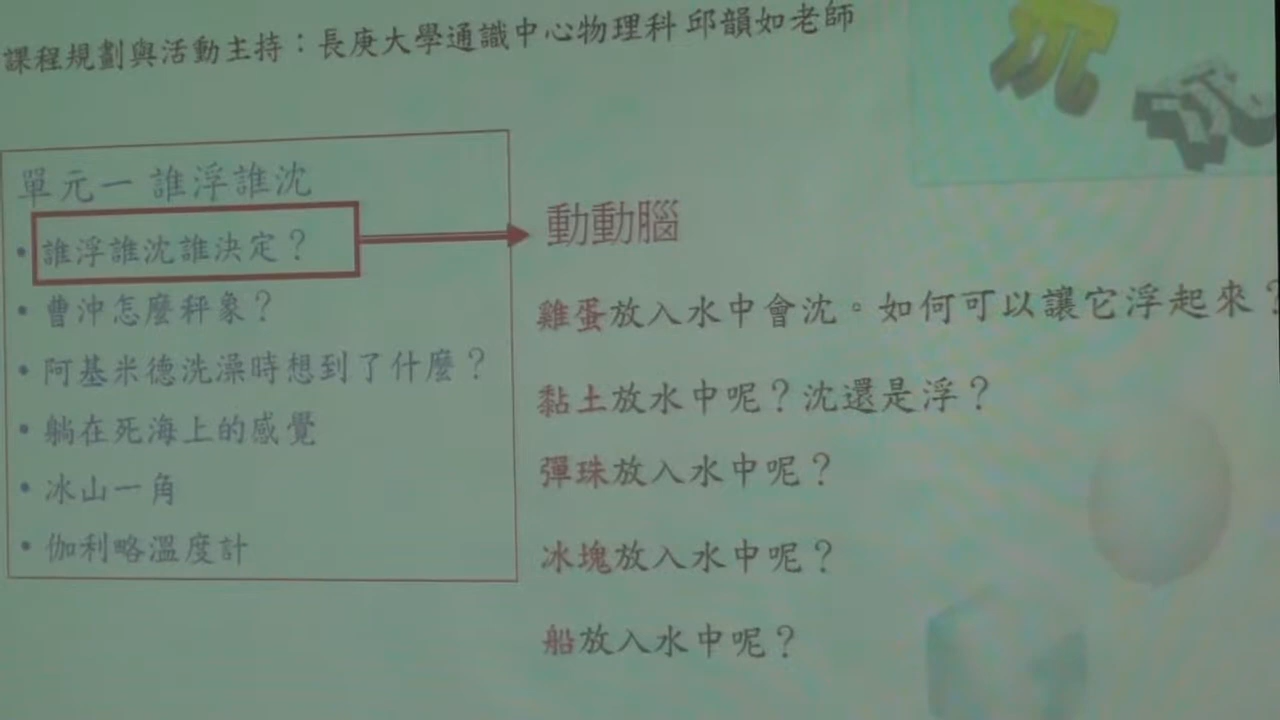 課程規劃與活動主持：長庚大學通識中心物理科 邱韻如老師
沉
單元一 誰浮誰沈
• 誰浮誰沈誰決定？
• 曹沖怎麼秤象？
• 阿基米德洗澡時想到了什麼？
• 躺在死海上的感覺
• 冰山一角
• 伽利略溫度計
動動腦
雞蛋放入水中會沈。如何可以讓它浮起來？
黏土放水中呢？沈還是浮？
彈珠放入水中呢？
冰塊放入水中呢？
船放入水中呢？